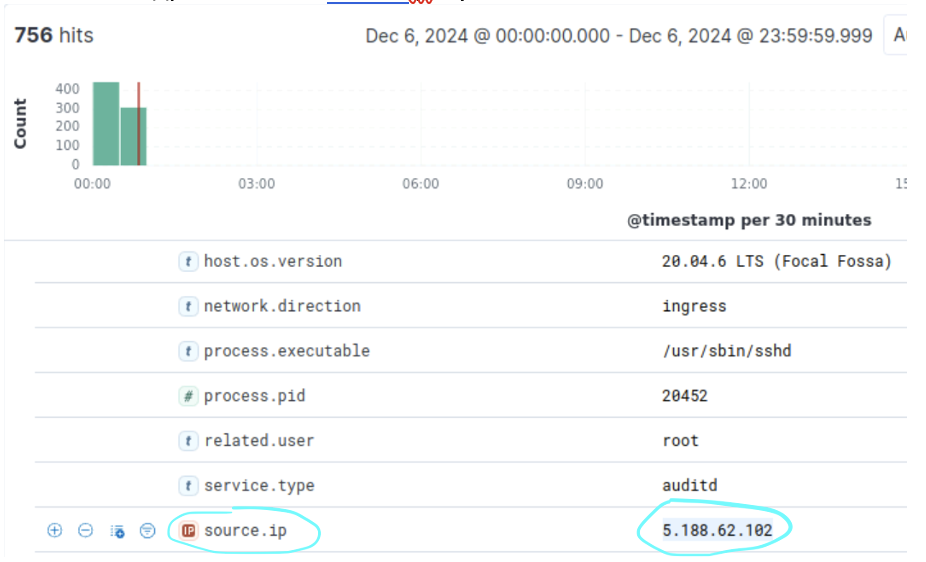 756 hits
Dec 6, 2024 @ 00:00:00.000 - Dec 6, 2024 @ 23:59:59.999
Count
400
300
200
100
0
00:00 03:00 06:00 09:00 12:00
@timestamp per 30 minutes
t host.os.version 20.04.6 LTS (Focal Fossa)
t network.direction ingress
t process.executable /usr/sbin/sshd
# process.pid 20452
t related.user root
t service.type auditd
IP source.ip 5.188.62.102